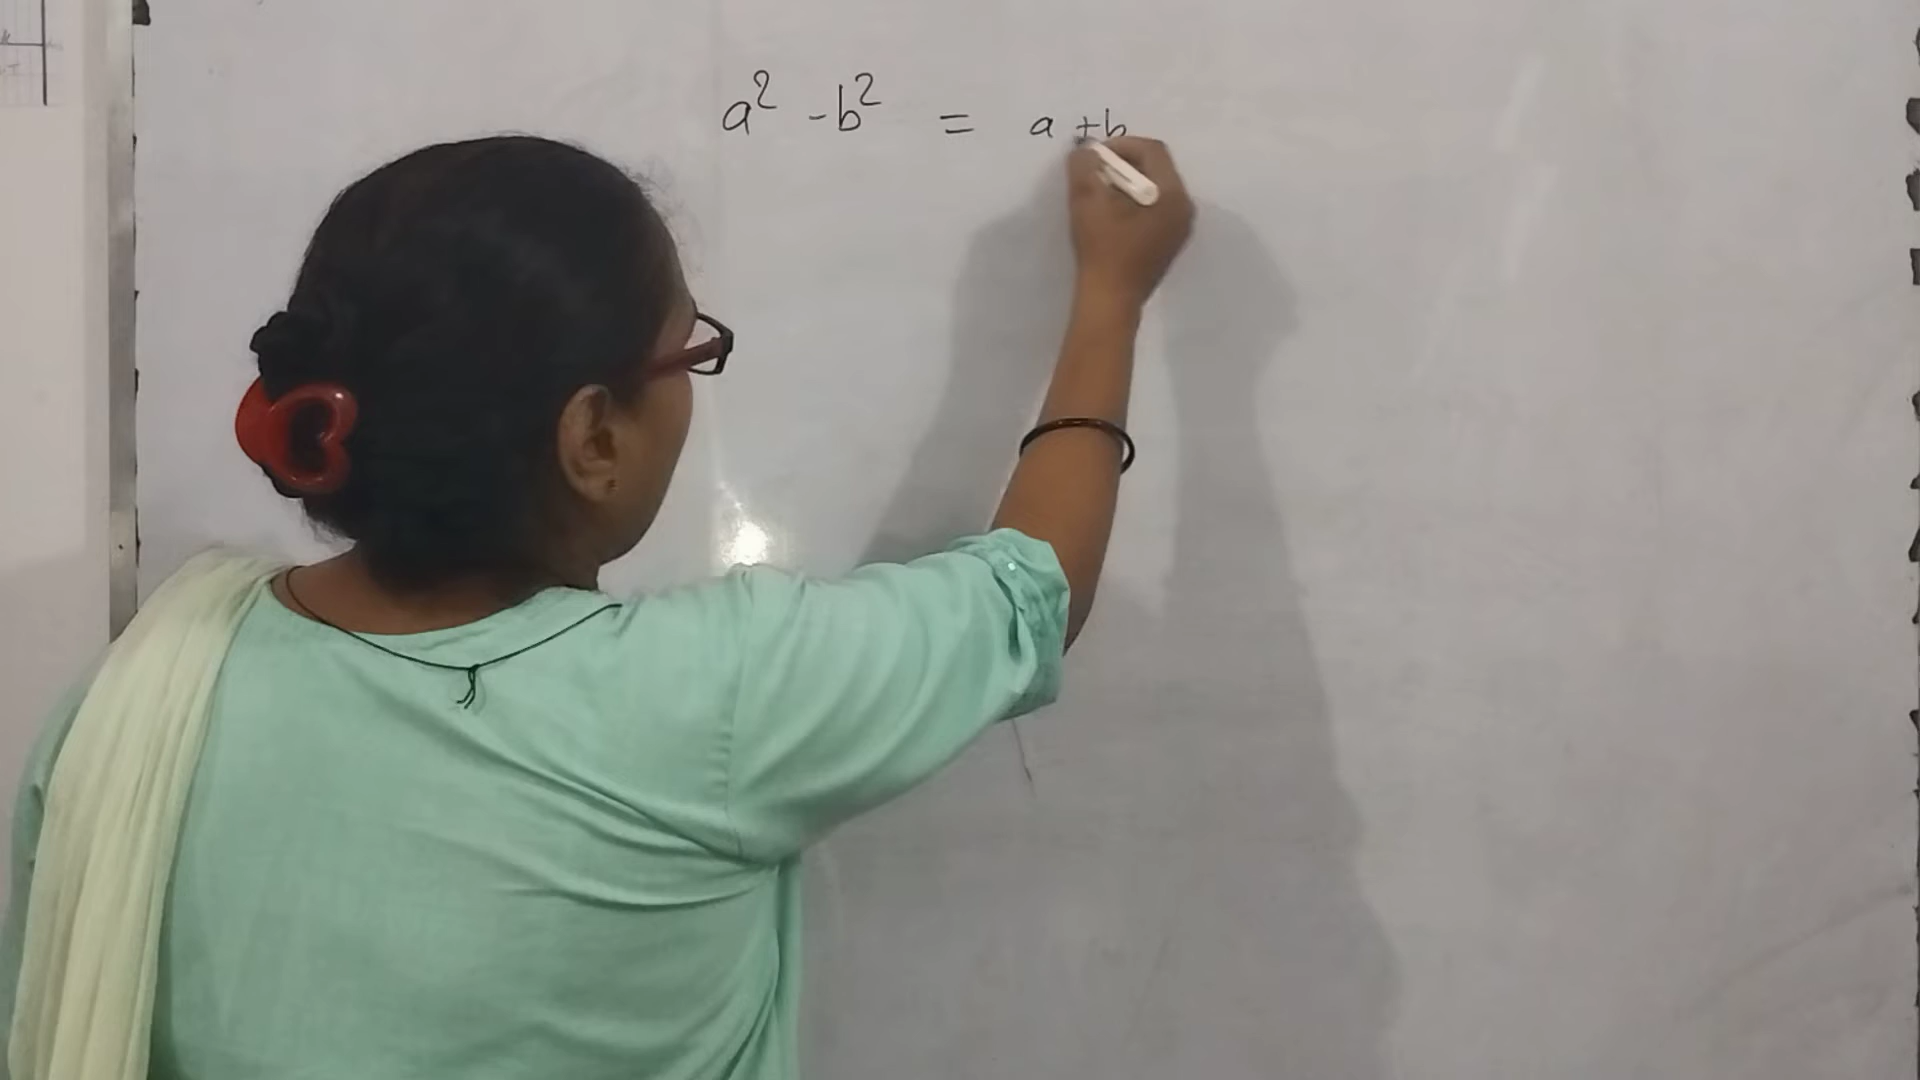 a² - b² = a + b